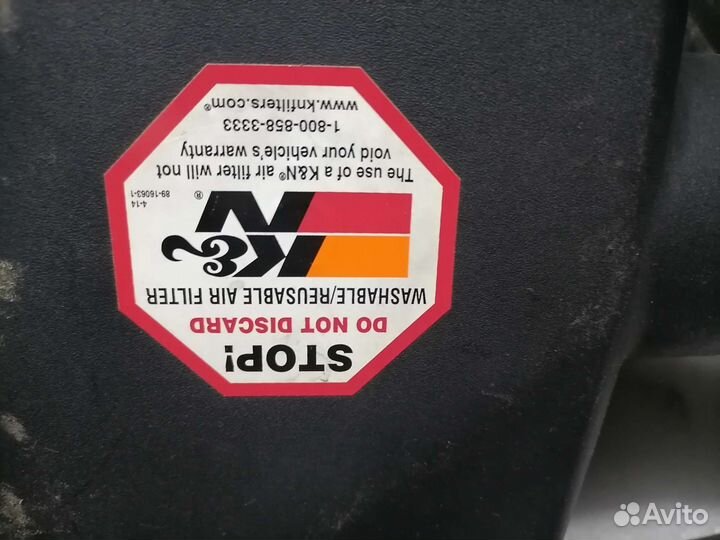 STOP!
DO NOT DISCARD
WASHABLE/REUSABLE AIR FILTER
K&N®
4-14
89-16063-1
The use of a K&N® air filter will not
void your vehicle's warranty
1-800-858-3333
www.knfilters.com®
Avito